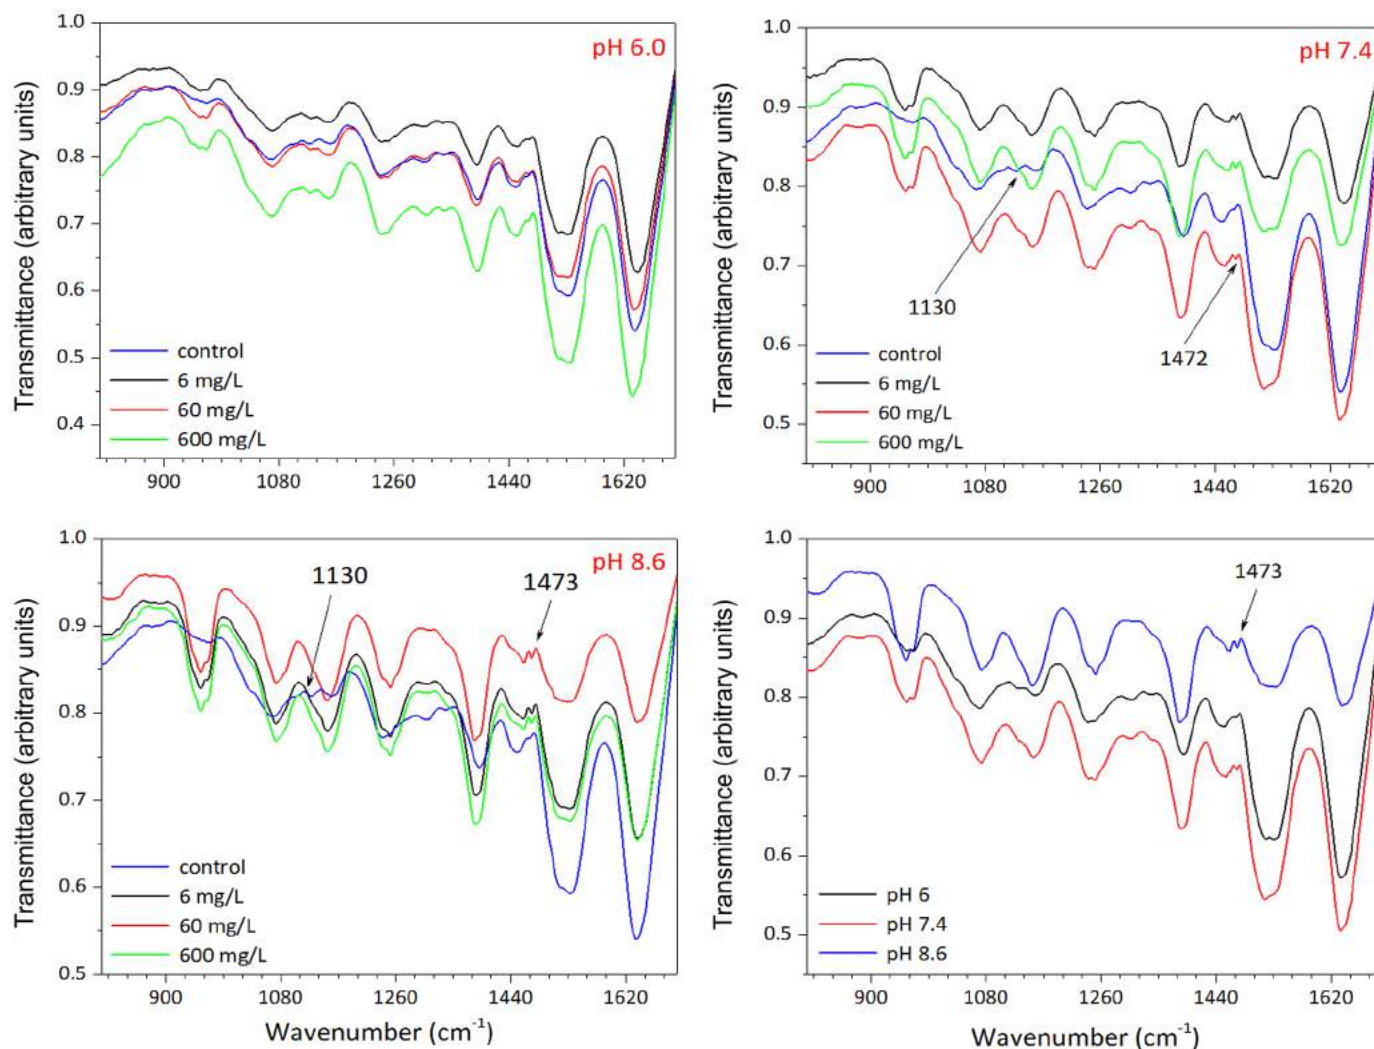 pH 6.0
Transmittance (arbitrary units)
1.0
0.9
0.8
0.7
0.6
0.5
0.4
control
6 mg/L
60 mg/L
600 mg/L
900 1080 1260 1440 1620
pH 7.4
Transmittance (arbitrary units)
1.0
0.9
0.8
0.7
0.6
0.5
1130
1472
control
6 mg/L
60 mg/L
600 mg/L
900 1080 1260 1440 1620
pH 8.6
Transmittance (arbitrary units)
1.0
0.9
0.8
0.7
0.6
0.5
1130
1473
control
6 mg/L
60 mg/L
600 mg/L
900 1080 1260 1440 1620
Wavenumber (cm⁻¹)
Transmittance (arbitrary units)
1.0
0.9
0.8
0.7
0.6
0.5
1473
pH 6
pH 7.4
pH 8.6
900 1080 1260 1440 1620
Wavenumber (cm⁻¹)